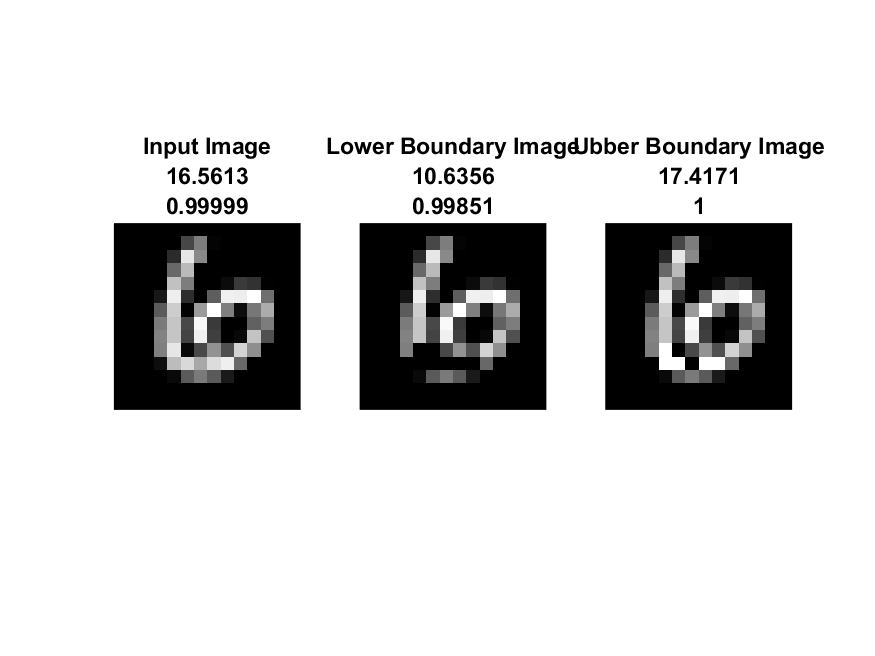 Input Image
16.5613
0.99999
Lower Boundary Image
10.6356
0.99851
Ubber Boundary Image
17.4171
1